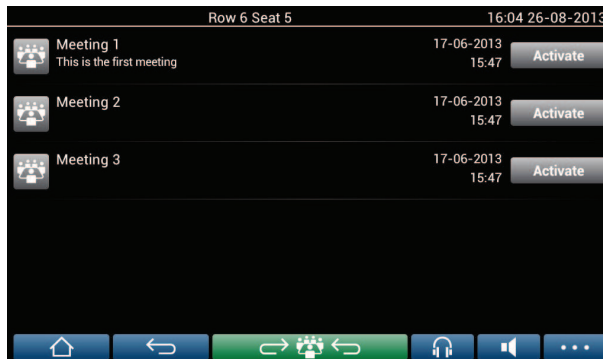 Row 6 Seat 5 16:04 26-08-2013
Meeting 1 17-06-2013
This is the first meeting 15:47 Activate
Meeting 2 17-06-2013
15:47 Activate
Meeting 3 17-06-2013
15:47 Activate